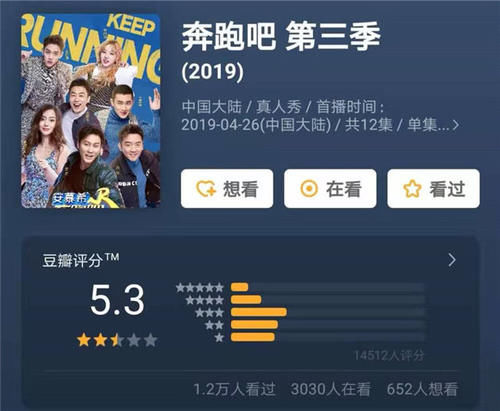 KEEP
RUNNING
安慕希
奔跑吧 第三季
(2019)
中国大陆 / 真人秀 / 首播时间：
2019-04-26(中国大陆) / 共12集 / 单集...
想看
在看
看过
豆瓣评分™
5.3
14512人评分
1.2万人看过 3030人在看 652人想看